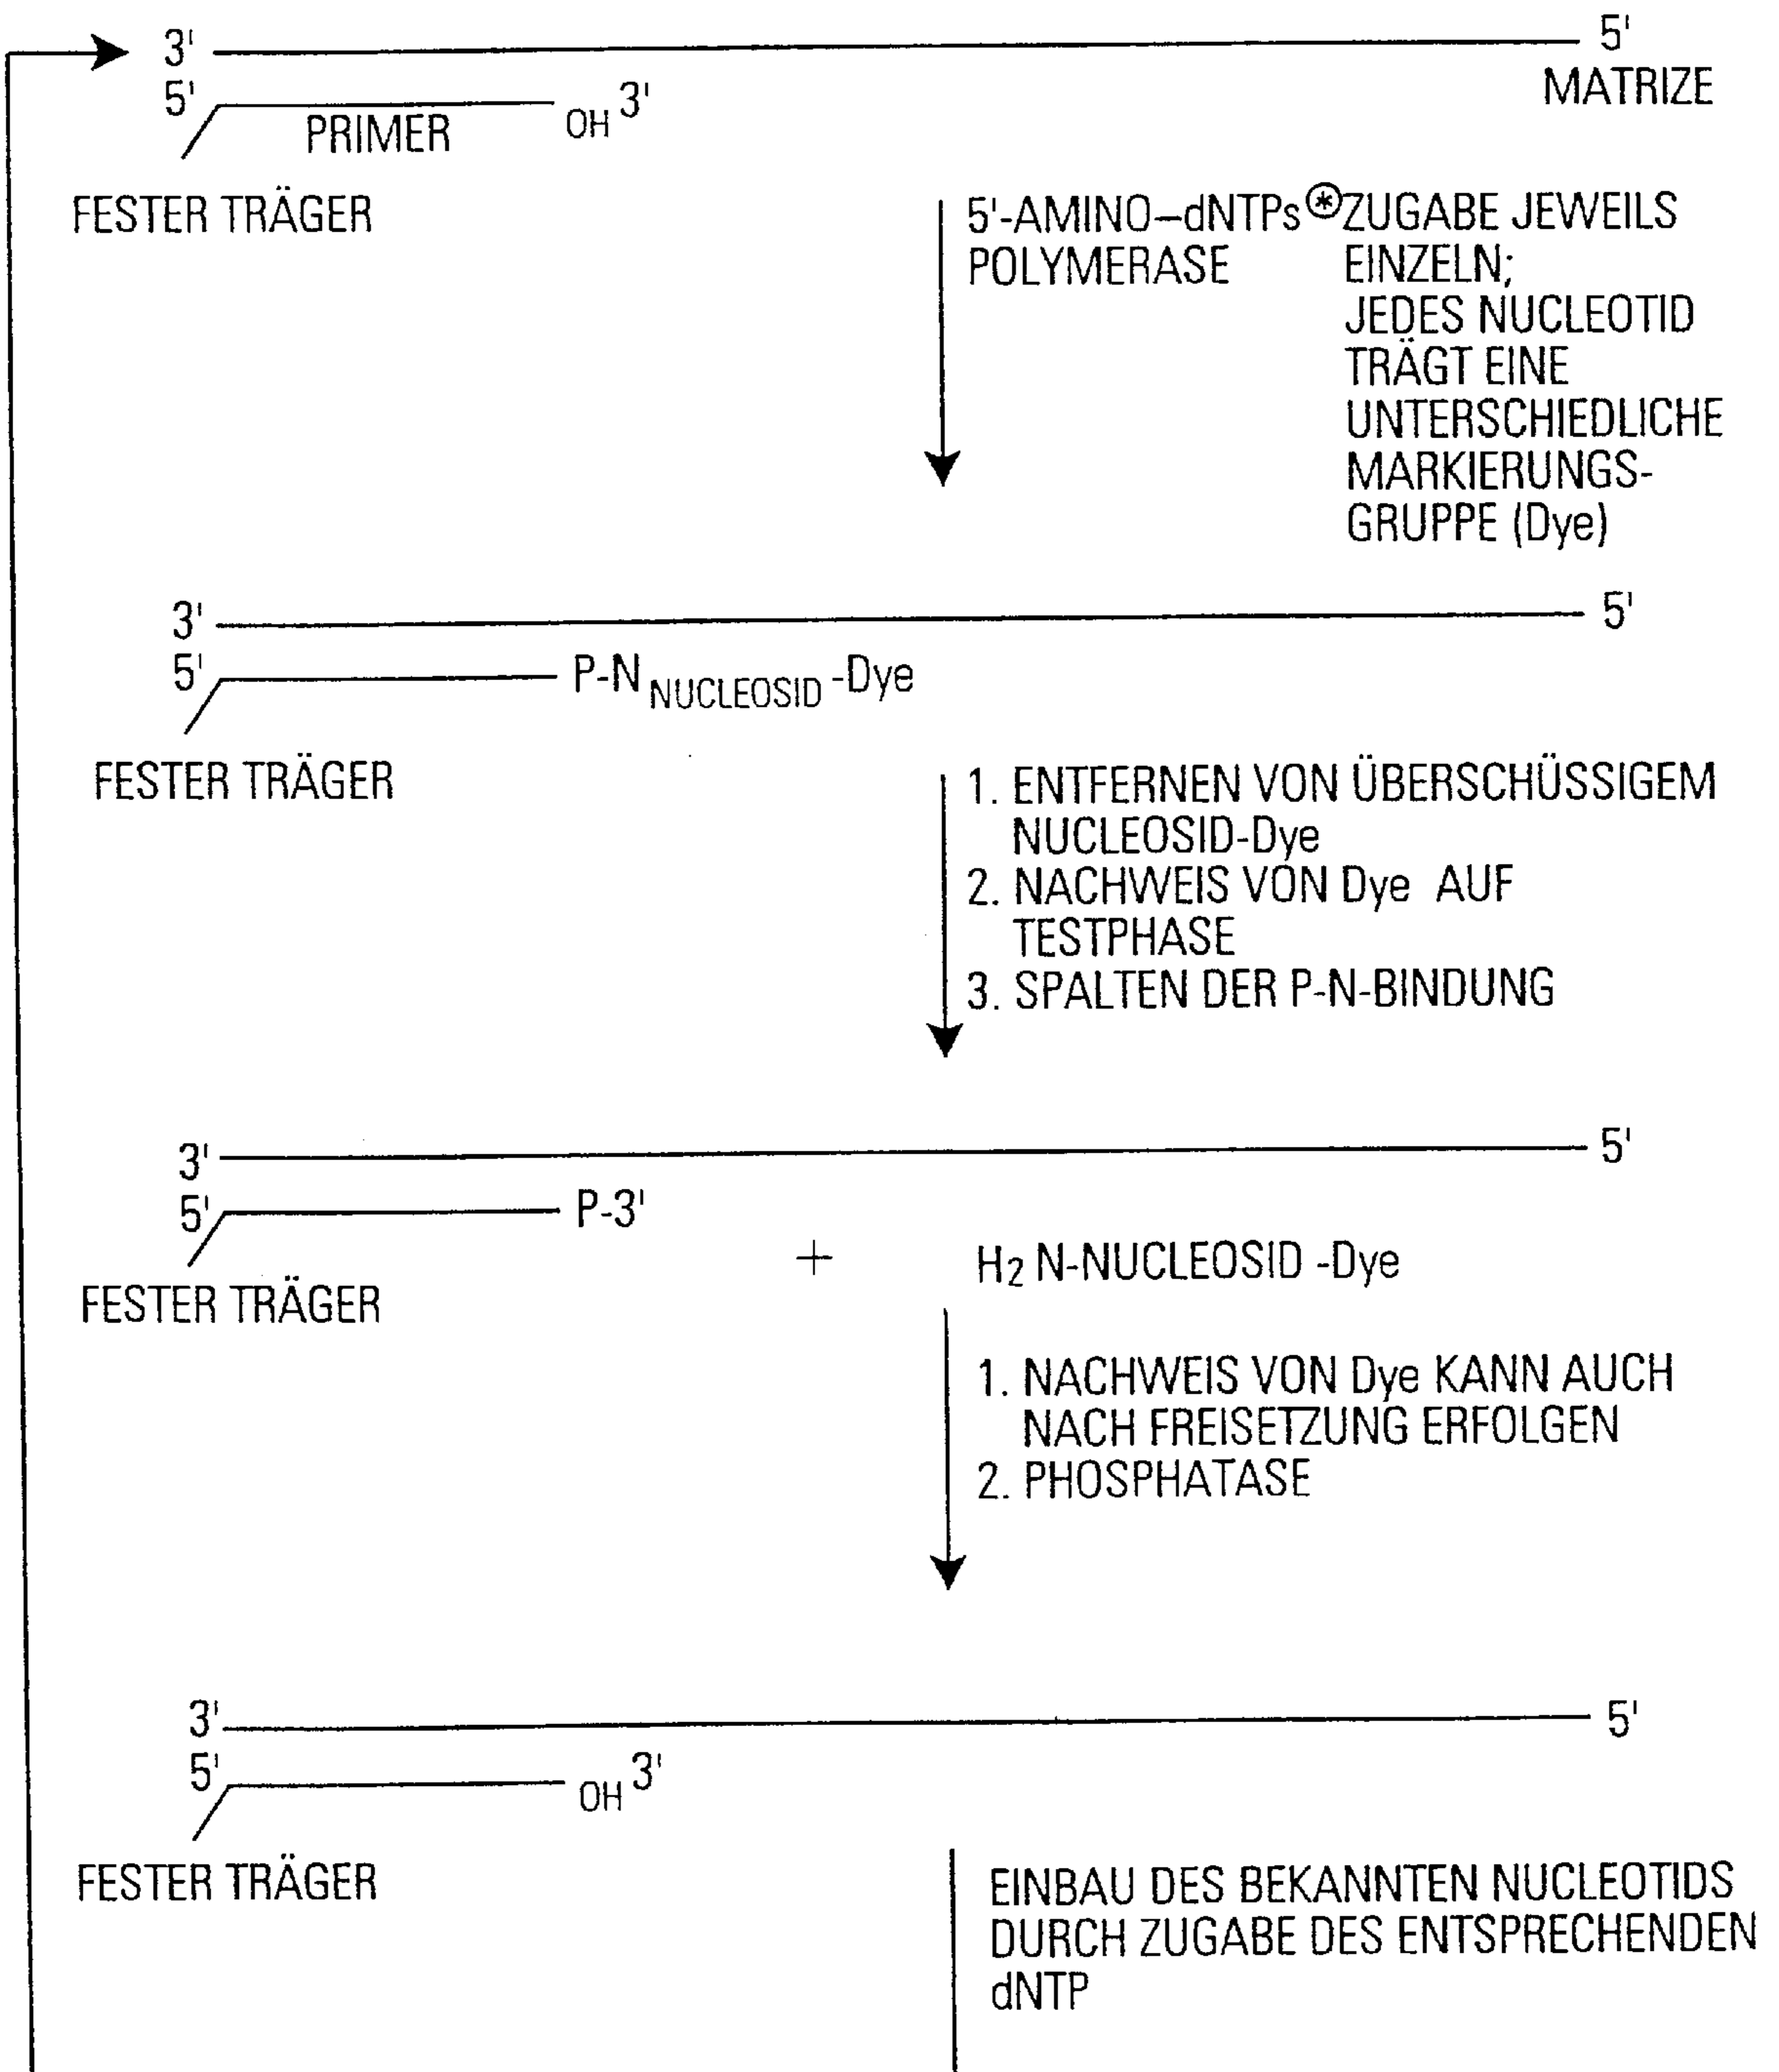 3' 5'
MATRIZE
5' PRIMER OH 3'
FESTER TRÄGER
5'-AMINO–dNTPs ⊛ ZUGABE JEWEILS
POLYMERASE EINZELN;
JEDES NUCLEOTID
TRÄGT EINE
UNTERSCHIEDLICHE
MARKIERUNGS-
GRUPPE (Dye)
3' 5'
5' P-N NUCLEOSID -Dye
FESTER TRÄGER
1. ENTFERNEN VON ÜBERSCHÜSSIGEM
NUCLEOSID-Dye
2. NACHWEIS VON Dye AUF
TESTPHASE
3. SPALTEN DER P-N-BINDUNG
3' 5'
5' P-3'
+ H2 N-NUCLEOSID -Dye
FESTER TRÄGER
1. NACHWEIS VON Dye KANN AUCH
NACH FREISETZUNG ERFOLGEN
2. PHOSPHATASE
3' 5'
5' OH 3'
FESTER TRÄGER
EINBAU DES BEKANNTEN NUCLEOTIDS
DURCH ZUGABE DES ENTSPRECHENDEN
dNTP